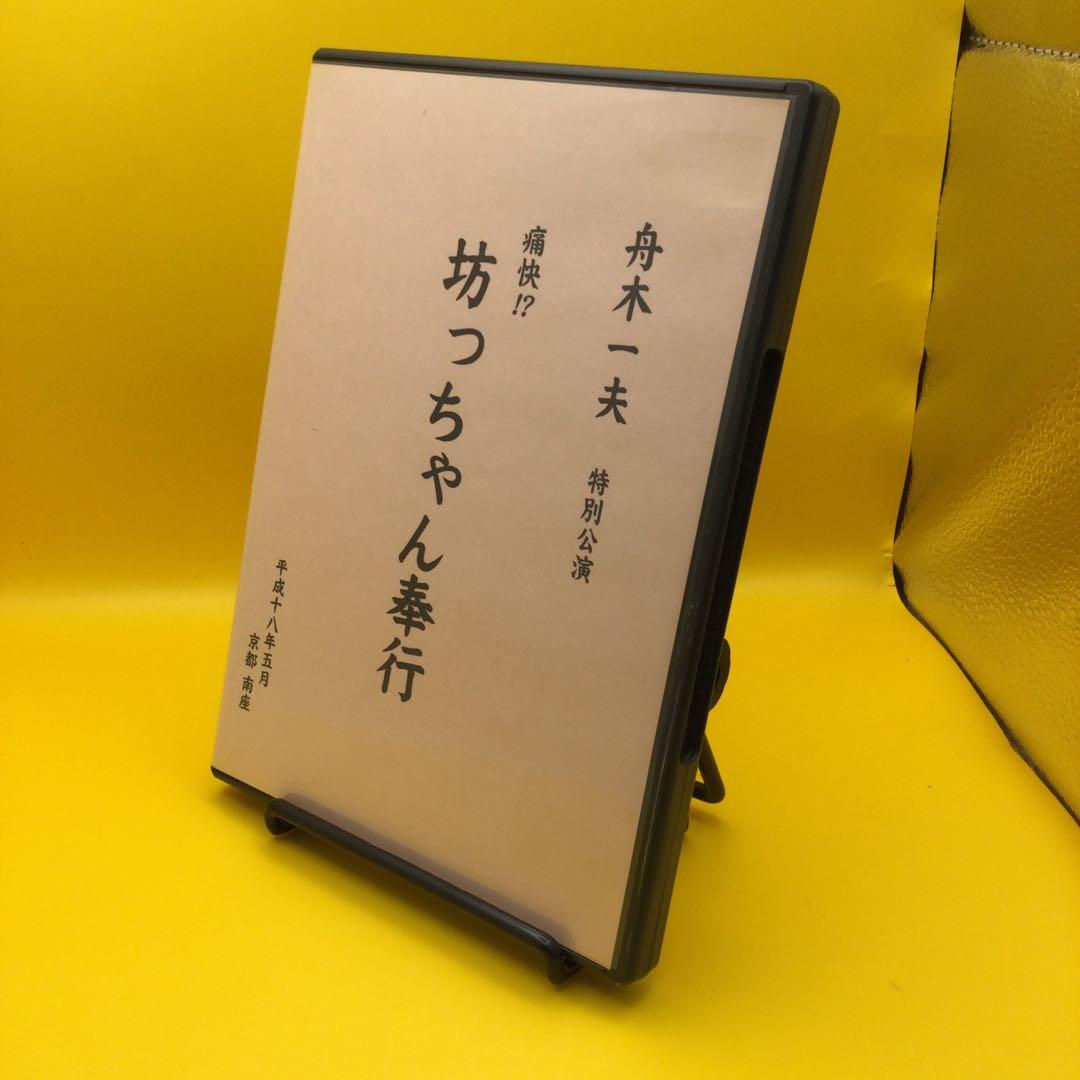 舟木一夫 特別公演
痛快!?
坊っちゃん奉行
平成十八年五月
京都 南座